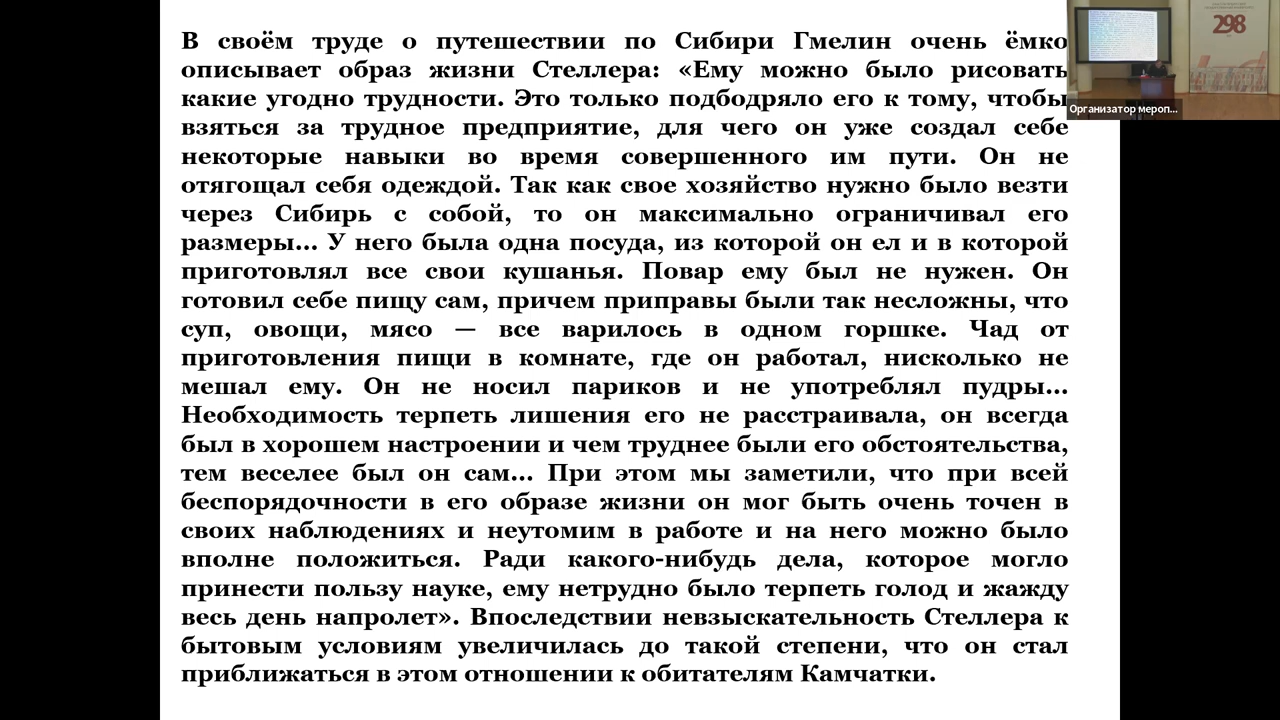 В своём труде о путешествии по Сибири Гмелин очень ёмко
описывает образ жизни Стеллера: «Ему можно было рисовать
какие угодно трудности. Это только подбодряло его к тому, чтобы
взяться за трудное предприятие, для чего он уже создал себе
некоторые навыки во время совершенного им пути. Он не
отягощал себя одеждой. Так как свое хозяйство нужно было везти
через Сибирь с собой, то он максимально ограничивал его
размеры... У него была одна посуда, из которой он ел и в которой
приготовлял все свои кушанья. Повар ему был не нужен. Он
готовил себе пищу сам, причем приправы были так несложны, что
суп, овощи, мясо — все варилось в одном горшке. Чад от
приготовления пищи в комнате, где он работал, нисколько не
мешал ему. Он не носил париков и не употреблял пудры...
Необходимость терпеть лишения его не расстраивала, он всегда
был в хорошем настроении и чем труднее были его обстоятельства,
тем веселее был он сам... При этом мы заметили, что при всей
беспорядочности в его образе жизни он мог быть очень точен в
своих наблюдениях и неутомим в работе и на него можно было
вполне положиться. Ради какого-нибудь дела, которое могло
принести пользу науке, ему нетрудно было терпеть голод и жажду
весь день напролет». Впоследствии невзыскательность Стеллера к
бытовым условиям увеличилась до такой степени, что он стал
приближаться в этом отношении к обитателям Камчатки.
298
Организатор мероп...